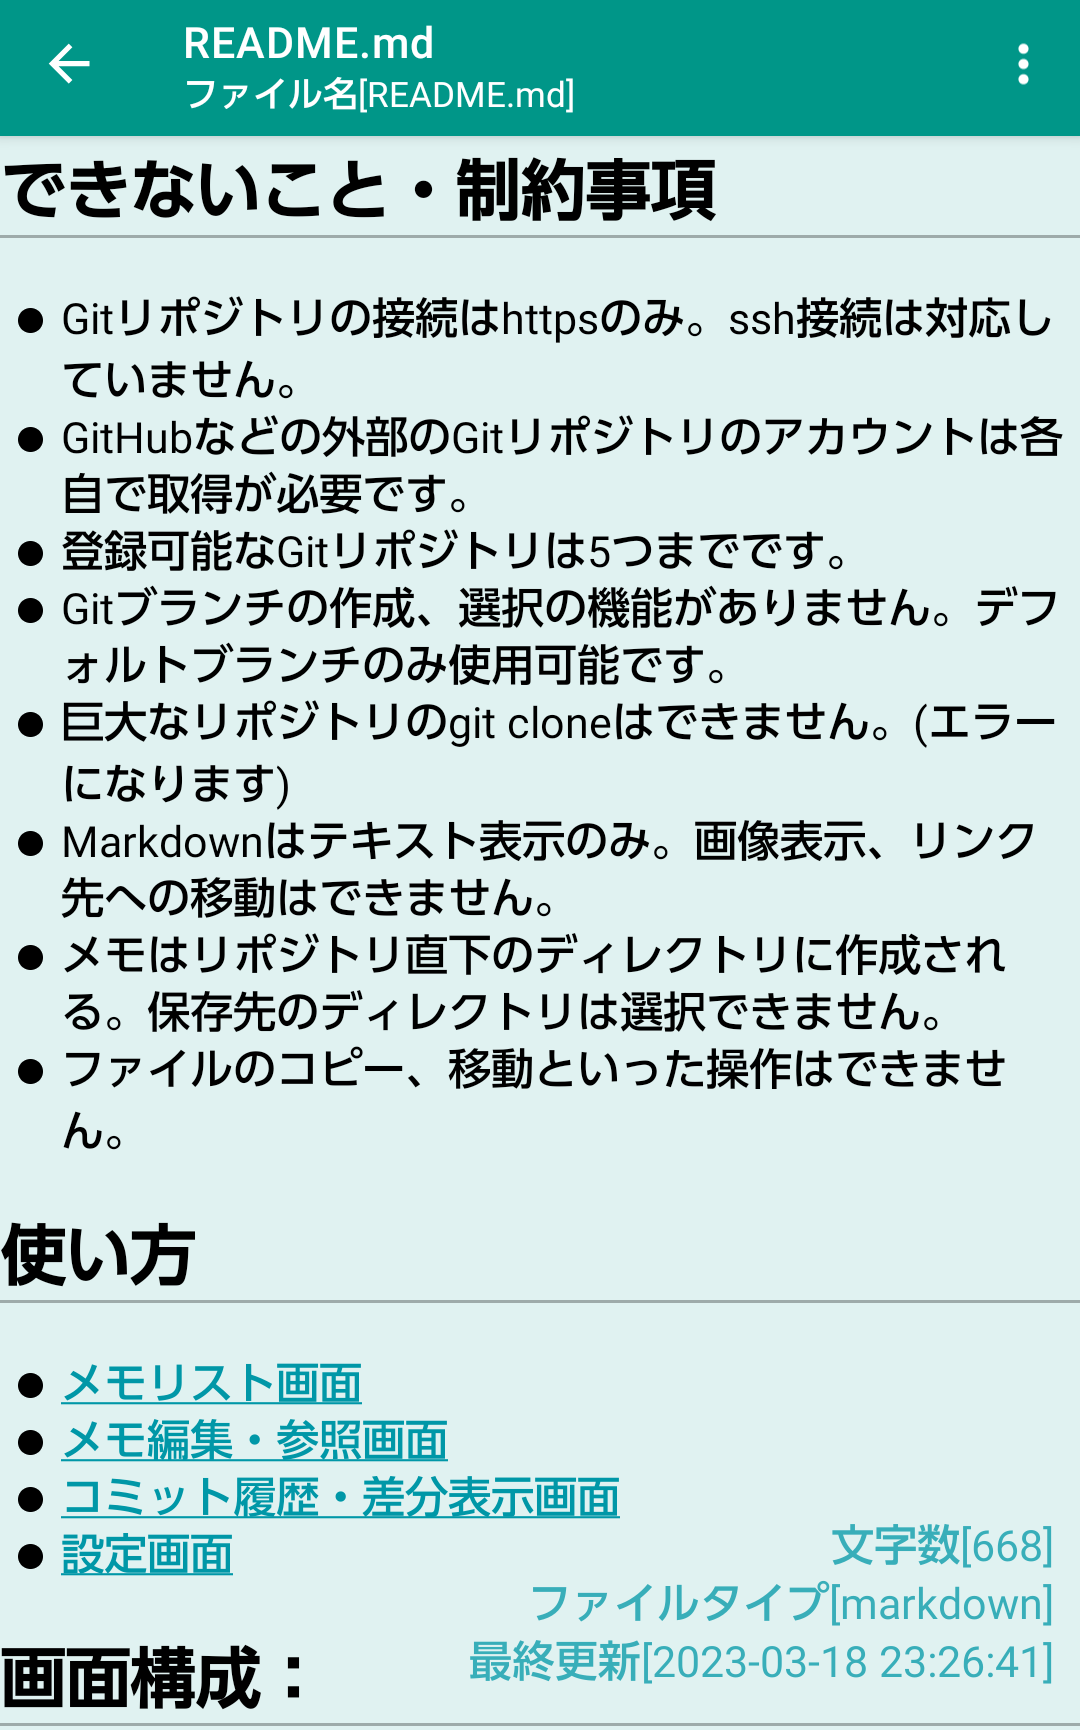 README.md
ファイル名[README.md]
できないこと・制約事項
● Gitリポジトリの接続はhttpsのみ。ssh接続は対応し
ていません。
● GitHubなどの外部のGitリポジトリのアカウントは各
自で取得が必要です。
● 登録可能なGitリポジトリは5つまでです。
● Gitブランチの作成、選択の機能がありません。デフ
ォルトブランチのみ使用可能です。
● 巨大なリポジトリのgit cloneはできません。(エラー
になります)
● Markdownはテキスト表示のみ。画像表示、リンク
先への移動はできません。
● メモはリポジトリ直下のディレクトリに作成され
る。保存先のディレクトリは選択できません。
● ファイルのコピー、移動といった操作はできませ
ん。
使い方
● メモリスト画面
● メモ編集・参照画面
● コミット履歴・差分表示画面
● 設定画面
文字数[668]
ファイルタイプ[markdown]
最終更新[2023-03-18 23:26:41]
画面構成：